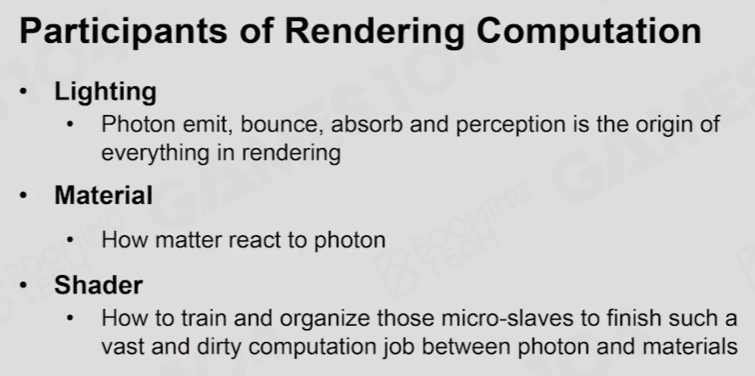 Participants of Rendering Computation
• Lighting
• Photon emit, bounce, absorb and perception is the origin of
everything in rendering
• Material
• How matter react to photon
• Shader
• How to train and organize those micro-slaves to finish such a
vast and dirty computation job between photon and materials
GAMES104
GAMES
BOOMING
TECH